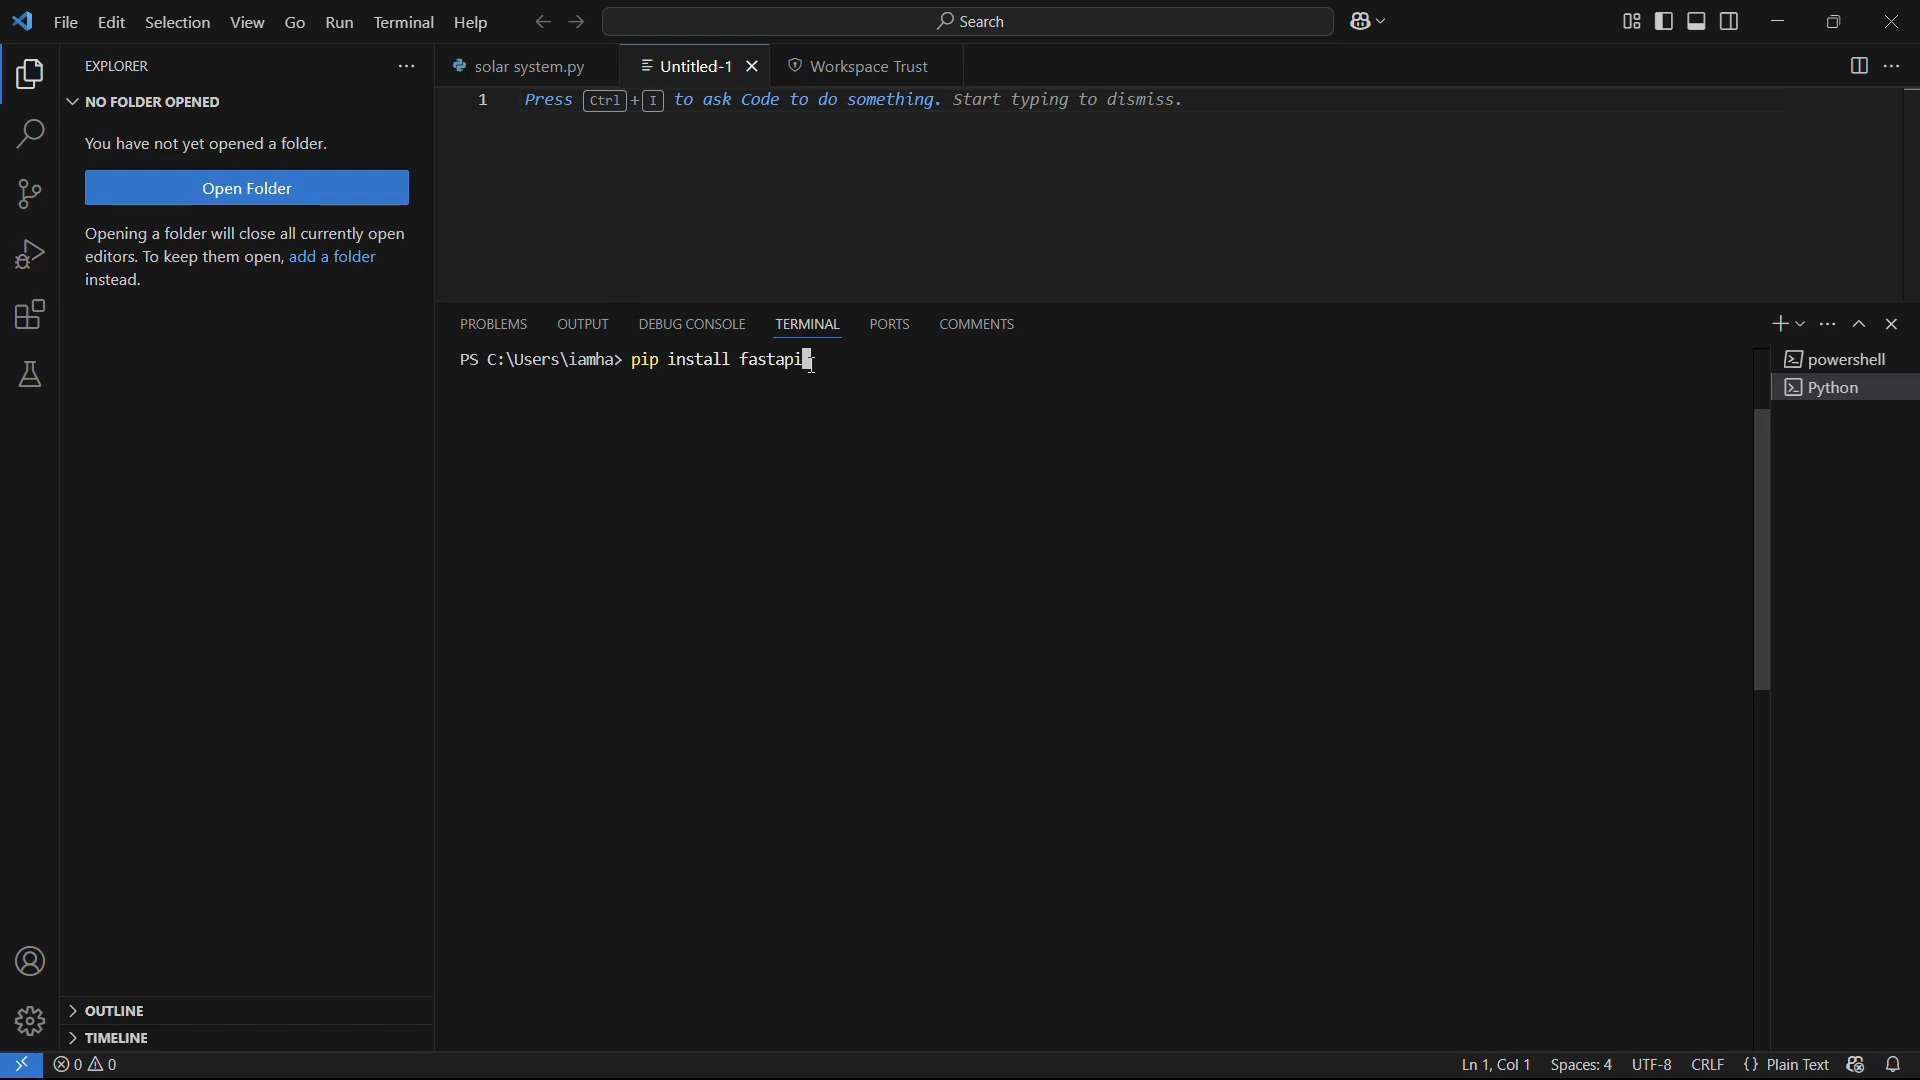 File Edit Selection View Go Run Terminal Help
Search
EXPLORER
NO FOLDER OPENED
You have not yet opened a folder.
Open Folder
Opening a folder will close all currently open
editors. To keep them open, add a folder
instead.
OUTLINE
TIMELINE
solar system.py Untitled-1 Workspace Trust
1 Press Ctrl+I to ask Code to do something. Start typing to dismiss.
PROBLEMS OUTPUT DEBUG CONSOLE TERMINAL PORTS COMMENTS
PS C:\Users\iamha> pip install fastapi
powershell
Python
0 0 Ln 1, Col 1 Spaces: 4 UTF-8 CRLF {} Plain Text